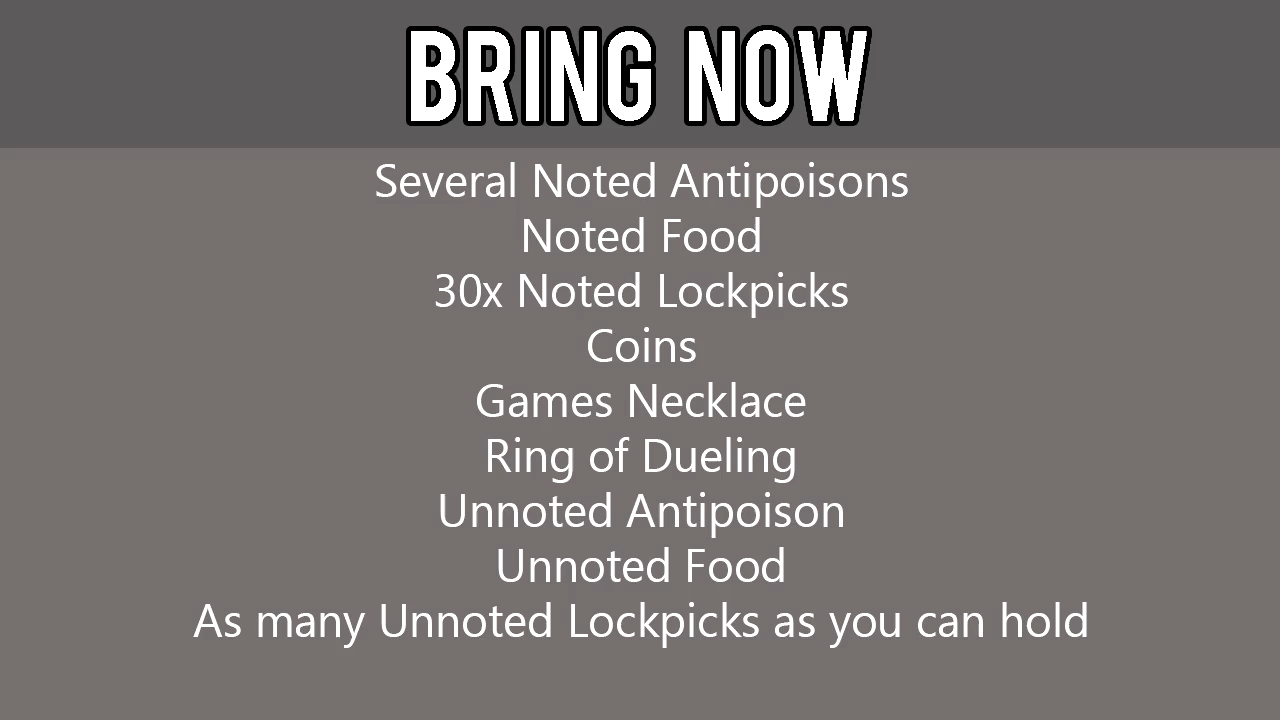 BRING NOW
Several Noted Antipoisons
Noted Food
30x Noted Lockpicks
Coins
Games Necklace
Ring of Dueling
Unnoted Antipoison
Unnoted Food
As many Unnoted Lockpicks as you can hold